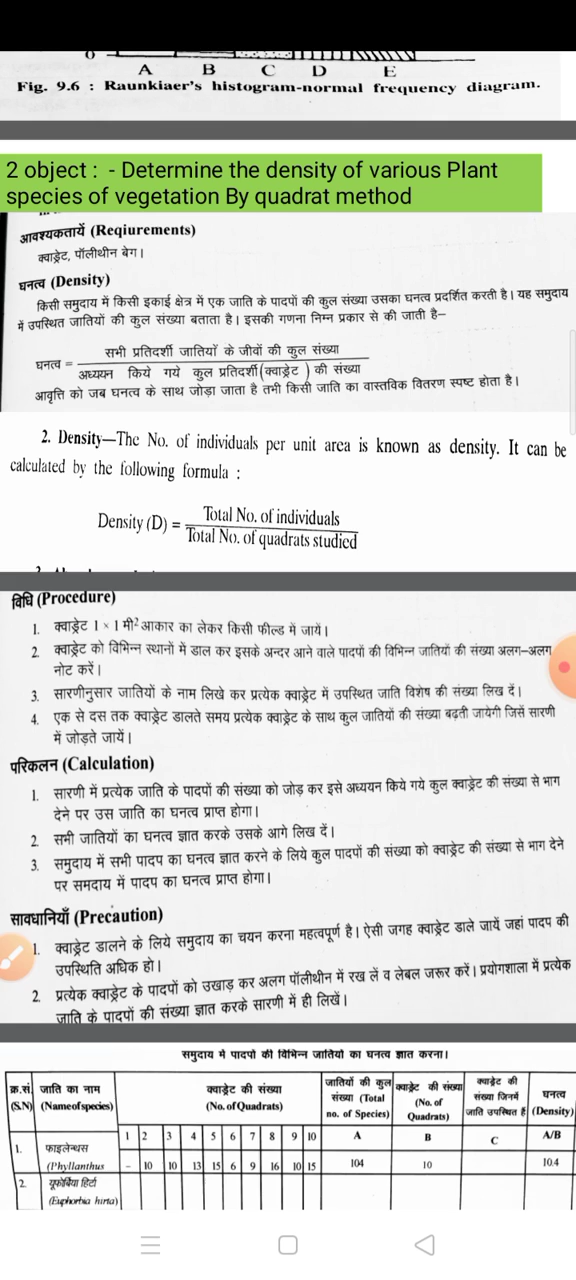 0
A B C D E
Fig. 9.6 : Raunkiaer's histogram-normal frequency diagram.
2 object : - Determine the density of various Plant
species of vegetation By quadrat method
आवश्यकतायें (Reqiurements)
क्वाड्रेट, पॉलीथीन बेग।
घनत्व (Density)
किसी समुदाय में किसी इकाई क्षेत्र में एक जाति के पादपों की कुल संख्या उसका घनत्व प्रदर्शित करती है। यह समुदाय
में उपस्थित जातियों की कुल संख्या बताता है। इसकी गणना निम्न प्रकार से की जाती है–
घनत्व = सभी प्रतिदर्शी जातियों के जीवों की कुल संख्या
अध्ययन किये गये कुल प्रतिदर्शी (क्वाड्रेट ) की संख्या
आवृत्ति को जब घनत्व के साथ जोड़ा जाता है तभी किसी जाति का वास्तविक वितरण स्पष्ट होता है।
2. Density—The No. of individuals per unit area is known as density. It can be
calculated by the following formula :
Density (D) = Total No. of individuals
Total No. of quadrats studied
विधि (Procedure)
1. क्वाड्रेट 1 × 1 मी² आकार का लेकर किसी फील्ड में जायें।
2. क्वाड्रेट को विभिन्न स्थानों में डाल कर इसके अन्दर आने वाले पादपों की विभिन्न जातियों की संख्या अलग-अलग
नोट करें।
3. सारणीनुसार जातियों के नाम लिखे कर प्रत्येक क्वाड्रेट में उपस्थित जाति विशेष की संख्या लिख दें।
4. एक से दस तक क्वाड्रेट डालते समय प्रत्येक क्वाड्रेट के साथ कुल जातियों की संख्या बढ़ती जायेगी जिसें सारणी
में जोड़ते जायें।
परिकलन (Calculation)
1. सारणी में प्रत्येक जाति के पादपों की संख्या को जोड़ कर इसे अध्ययन किये गये कुल क्वाड्रेट की संख्या से भाग
देने पर उस जाति का घनत्व प्राप्त होगा।
2. सभी जातियों का घनत्व ज्ञात करके उसके आगे लिख दें।
3. समुदाय में सभी पादप का घनत्व ज्ञात करने के लिये कुल पादपों की संख्या को क्वाड्रेट की संख्या से भाग देने
पर समदाय में पादप का घनत्व प्राप्त होगा।
सावधानियाँ (Precaution)
1. क्वाड्रेट डालने के लिये समुदाय का चयन करना महत्वपूर्ण है। ऐसी जगह क्वाड्रेट डाले जायें जहां पादप की
उपस्थिति अधिक हो।
2. प्रत्येक क्वाड्रेट के पादपों को उखाड़ कर अलग पॉलीथीन में रख लें व लेबल जरूर करें। प्रयोगशाला में प्रत्येक
जाति के पादपों की संख्या ज्ञात करके सारणी में ही लिखें।
समुदाय में पादपों की विभिन्न जातियों का घनत्व ज्ञात करना।
क्र.सं. जाति का नाम क्वाड्रेट की संख्या जातियों की कुल क्वाड्रेट की संख्या क्वाड्रेट की घनत्व
(S.N) (Name of species) (No. of Quadrats) संख्या (Total (No. of संख्या जिनमें (Density)
no. of Species) Quadrats) जाति उपस्थित है
1 2 3 4 5 6 7 8 9 10 A B C A/B
1. फाइलेन्थस
(Phyllanthus - 10 10 13 15 6 9 16 10 15 104 10 10.4
2. यूफोर्बिया हिर्टा
(Euphorbia hirta)